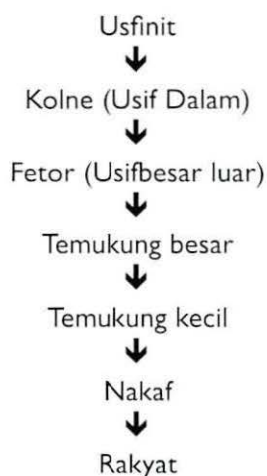 Usfinit
Kolne (Usif Dalam)
Fetor (Usifbesar luar)
Temukung besar
Temukung kecil
Nakaf
Rakyat